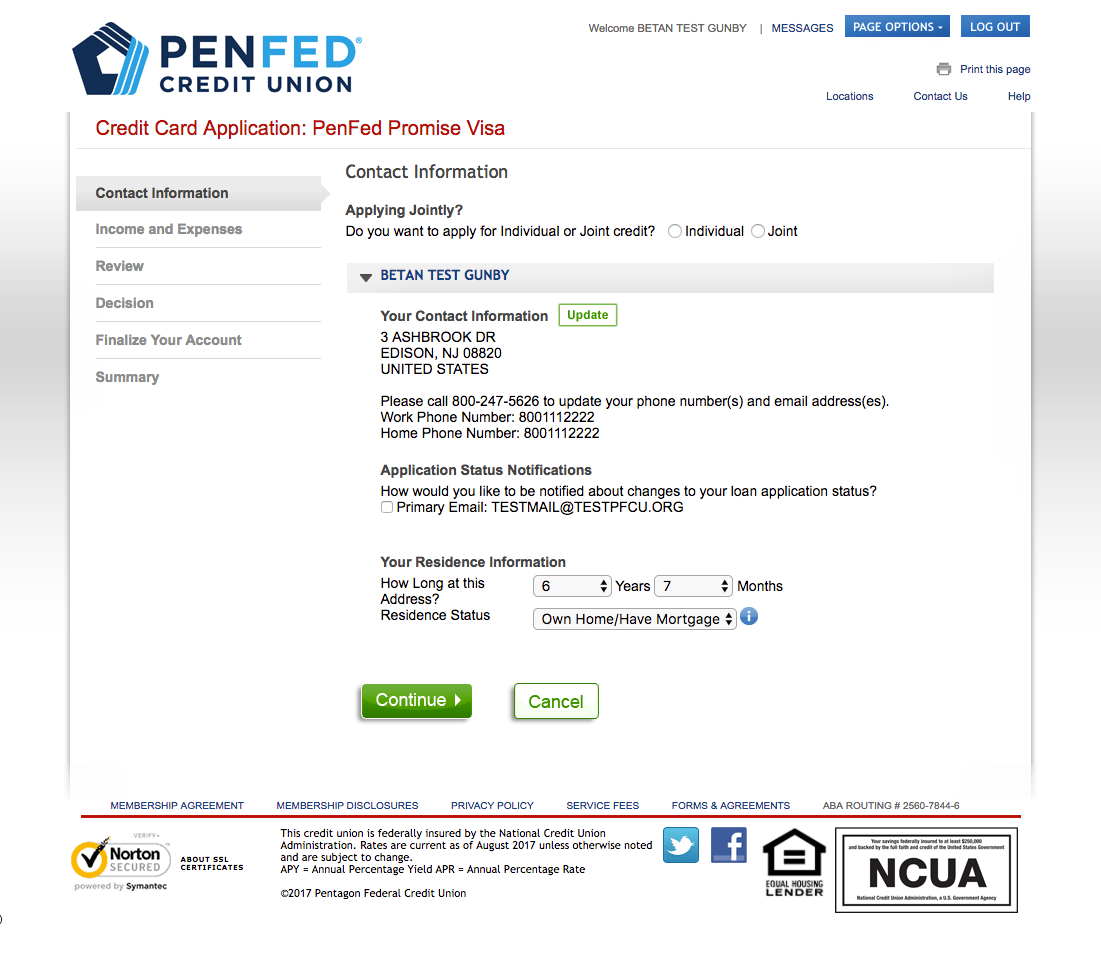 PENFED®
CREDIT UNION
Welcome BETAN TEST GUNBY | MESSAGES PAGE OPTIONS LOG OUT
Print this page
Locations Contact Us Help
Credit Card Application: PenFed Promise Visa
Contact Information
Income and Expenses
Review
Decision
Finalize Your Account
Summary
Contact Information
Applying Jointly?
Do you want to apply for Individual or Joint credit? Individual Joint
BETAN TEST GUNBY
Your Contact Information Update
3 ASHBROOK DR
EDISON, NJ 08820
UNITED STATES
Please call 800-247-5626 to update your phone number(s) and email address(es).
Work Phone Number: 8001112222
Home Phone Number: 8001112222
Application Status Notifications
How would you like to be notified about changes to your loan application status?
Primary Email: TESTMAIL@TESTPFCU.ORG
Your Residence Information
How Long at this
Address?
6 Years 7 Months
Residence Status Own Home/Have Mortgage i
Continue Cancel
MEMBERSHIP AGREEMENT MEMBERSHIP DISCLOSURES PRIVACY POLICY SERVICE FEES FORMS & AGREEMENTS ABA ROUTING # 2560-7844-6
VERIFY
Norton
SECURED
powered by Symantec
ABOUT SSL
CERTIFICATES
This credit union is federally insured by the National Credit Union
Administration. Rates are current as of August 2017 unless otherwise noted
and are subject to change.
APY = Annual Percentage Yield APR = Annual Percentage Rate
©2017 Pentagon Federal Credit Union
f
EQUAL HOUSING
LENDER
Your savings federally insured to at least $250,000
and backed by the full faith and credit of the United States Government
NCUA
National Credit Union Administration, a U.S. Government Agency
)